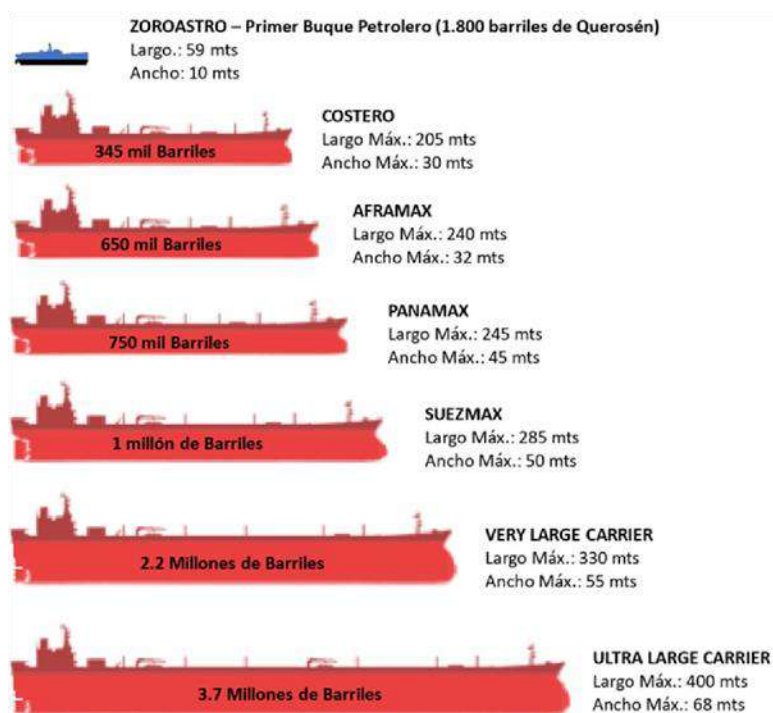 ZOROASTRO – Primer Buque Petrolero (1.800 barriles de Querosén)
Largo.: 59 mts
Ancho: 10 mts
COSTERO
Largo Máx.: 205 mts
Ancho Máx.: 30 mts
345 mil Barriles
AFRAMAX
Largo Máx.: 240 mts
Ancho Máx.: 32 mts
650 mil Barriles
PANAMAX
Largo Máx.: 245 mts
Ancho Máx.: 45 mts
750 mil Barriles
SUEZMAX
Largo Máx.: 285 mts
Ancho Máx.: 50 mts
1 millón de Barriles
VERY LARGE CARRIER
Largo Máx.: 330 mts
Ancho Máx.: 55 mts
2.2 Millones de Barriles
ULTRA LARGE CARRIER
Largo Máx.: 400 mts
Ancho Máx.: 68 mts
3.7 Millones de Barriles